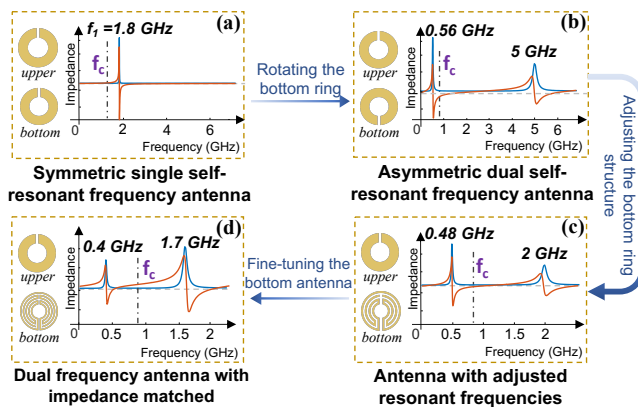 f1 =1.8 GHz
(a)
fc
upper
bottom
Impedance
0
2
4
6
Frequency(GHz)
Symmetric single self-
resonant frequency antenna
Rotating the
bottom ring
0.56 GHz
(b)
fc
5 GHz
upper
bottom
Impedance
0
1
2
3
4
5
6
Frequency (GHz)
Asymmetric dual self-
resonant frequency antenna
Adjusting the bottom ring
structure
0.48 GHz
(c)
fc
2 GHz
upper
bottom
Impedance
0
0.5
1
1.5
2
Frequency (GHz)
Antenna with adjusted
resonant frequencies
Fine-tuning the
bottom antenna
0.4 GHz
1.7 GHz
(d)
fc
upper
bottom
Impedance
0
0.5
1
1.5
2
Frequency (GHz)
Dual frequency antenna with
impedance matched